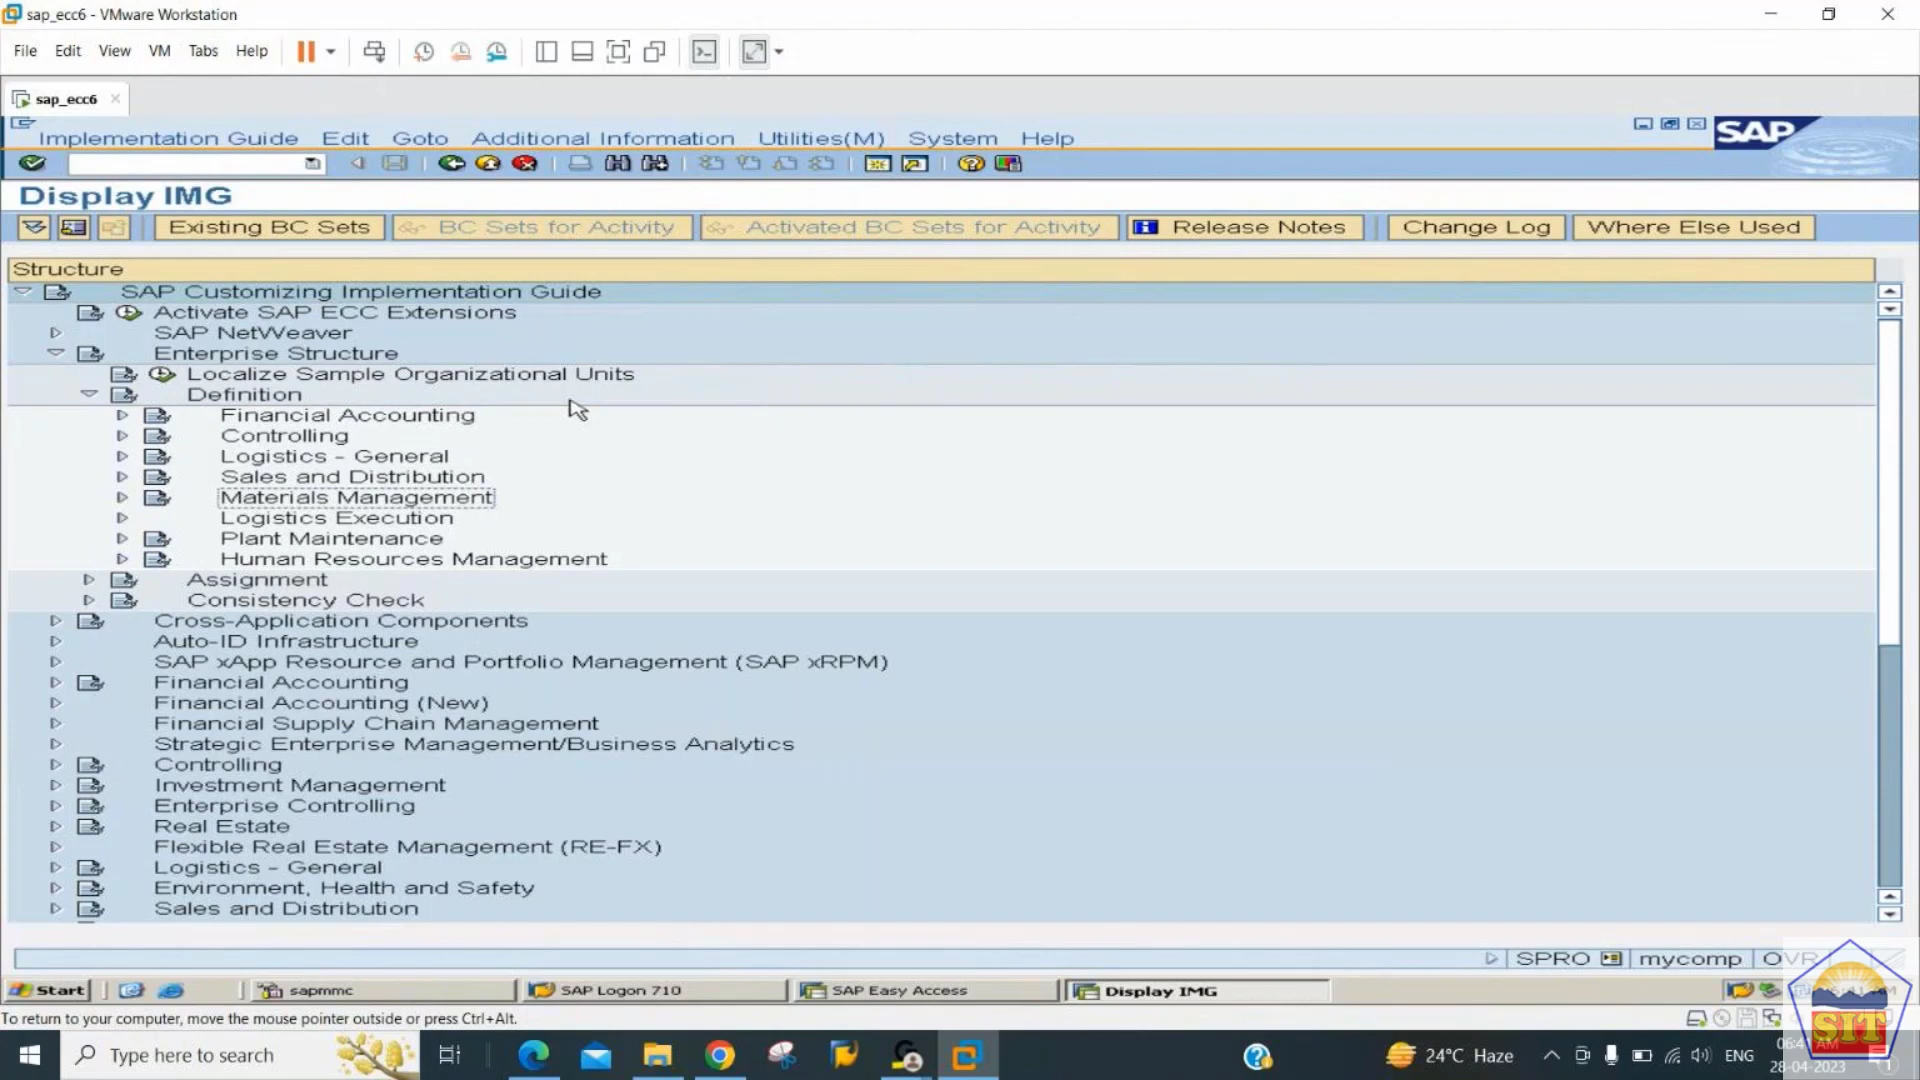 sap_ecc6 - VMware Workstation
File Edit View VM Tabs Help
sap_ecc6
Implementation Guide Edit Goto Additional Information Utilities(M) System Help
SAP
Display IMG
Existing BC Sets BC Sets for Activity Activated BC Sets for Activity Release Notes Change Log Where Else Used
Structure
SAP Customizing Implementation Guide
Activate SAP ECC Extensions
SAP NetWeaver
Enterprise Structure
Localize Sample Organizational Units
Definition
Financial Accounting
Controlling
Logistics - General
Sales and Distribution
Materials Management
Logistics Execution
Plant Maintenance
Human Resources Management
Assignment
Consistency Check
Cross-Application Components
Auto-ID Infrastructure
SAP xApp Resource and Portfolio Management (SAP xRPM)
Financial Accounting
Financial Accounting (New)
Financial Supply Chain Management
Strategic Enterprise Management/Business Analytics
Controlling
Investment Management
Enterprise Controlling
Real Estate
Flexible Real Estate Management (RE-FX)
Logistics - General
Environment, Health and Safety
Sales and Distribution
SPRO mycomp OVR
Start sapmmc SAP Logon 710 SAP Easy Access Display IMG
To return to your computer, move the mouse pointer outside or press Ctrl+Alt.
SIT
Type here to search 24°C Haze ENG
28-04-2023